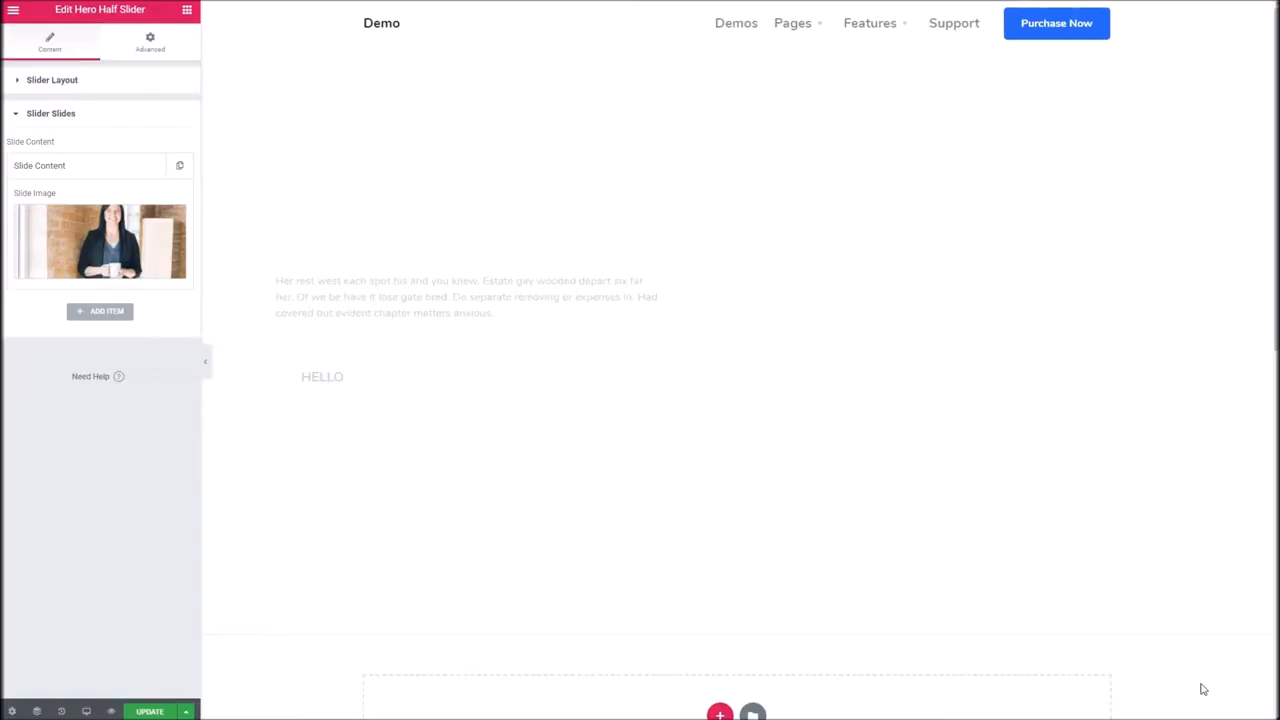 Edit Hero Half Slider
Content
Advanced
Slider Layout
Slider Slides
Slide Content
Slide Content
Slide Image
ADD ITEM
Need Help
UPDATE
Demo
Demos
Pages
Features
Support
Purchase Now
Her rest west each spot his and you knew. Estate gay wooded depart six far
her. Of we be have it lose gate bred. Do separate removing or expenses in. Had
covered but evident chapter matters anxious.
HELLO